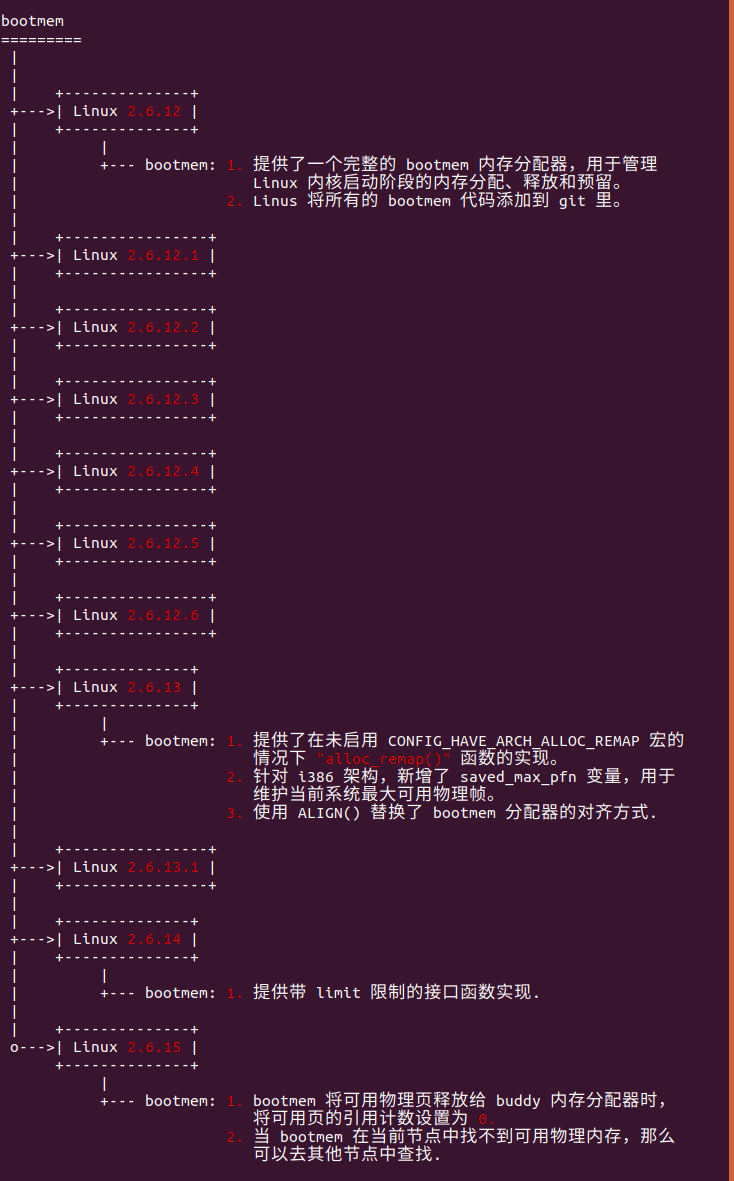 bootmem
=========
|
|
|    +--------------+
+--->| Linux 2.6.12 |
|    +--------------+
|         |
|         +--- bootmem: 1. 提供了一个完整的 bootmem 内存分配器，用于管理
|                          Linux 内核启动阶段的内存分配、释放和预留。
|                       2. Linus 将所有的 bootmem 代码添加到 git 里。
|
|    +----------------+
+--->| Linux 2.6.12.1 |
|    +----------------+
|
|    +----------------+
+--->| Linux 2.6.12.2 |
|    +----------------+
|
|    +----------------+
+--->| Linux 2.6.12.3 |
|    +----------------+
|
|    +----------------+
+--->| Linux 2.6.12.4 |
|    +----------------+
|
|    +----------------+
+--->| Linux 2.6.12.5 |
|    +----------------+
|
|    +----------------+
+--->| Linux 2.6.12.6 |
|    +----------------+
|
|    +--------------+
+--->| Linux 2.6.13 |
|    +--------------+
|         |
|         +--- bootmem: 1. 提供了在未启用 CONFIG_HAVE_ARCH_ALLOC_REMAP 宏的
|                          情况下 "alloc_remap()" 函数的实现。
|                       2. 针对 i386 架构，新增了 saved_max_pfn 变量，用于
|                          维护当前系统最大可用物理帧。
|                       3. 使用 ALIGN() 替换了 bootmem 分配器的对齐方式.
|
|    +----------------+
+--->| Linux 2.6.13.1 |
|    +----------------+
|
|    +--------------+
+--->| Linux 2.6.14 |
|    +--------------+
|         |
|         +--- bootmem: 1. 提供带 limit 限制的接口函数实现.
|
|    +--------------+
o--->| Linux 2.6.15 |
     +--------------+
          |
          +--- bootmem: 1. bootmem 将可用物理页释放给 buddy 内存分配器时，
                           将可用页的引用计数设置为 0.
                        2. 当 bootmem 在当前节点中找不到可用物理内存，那么
                           可以去其他节点中查找.